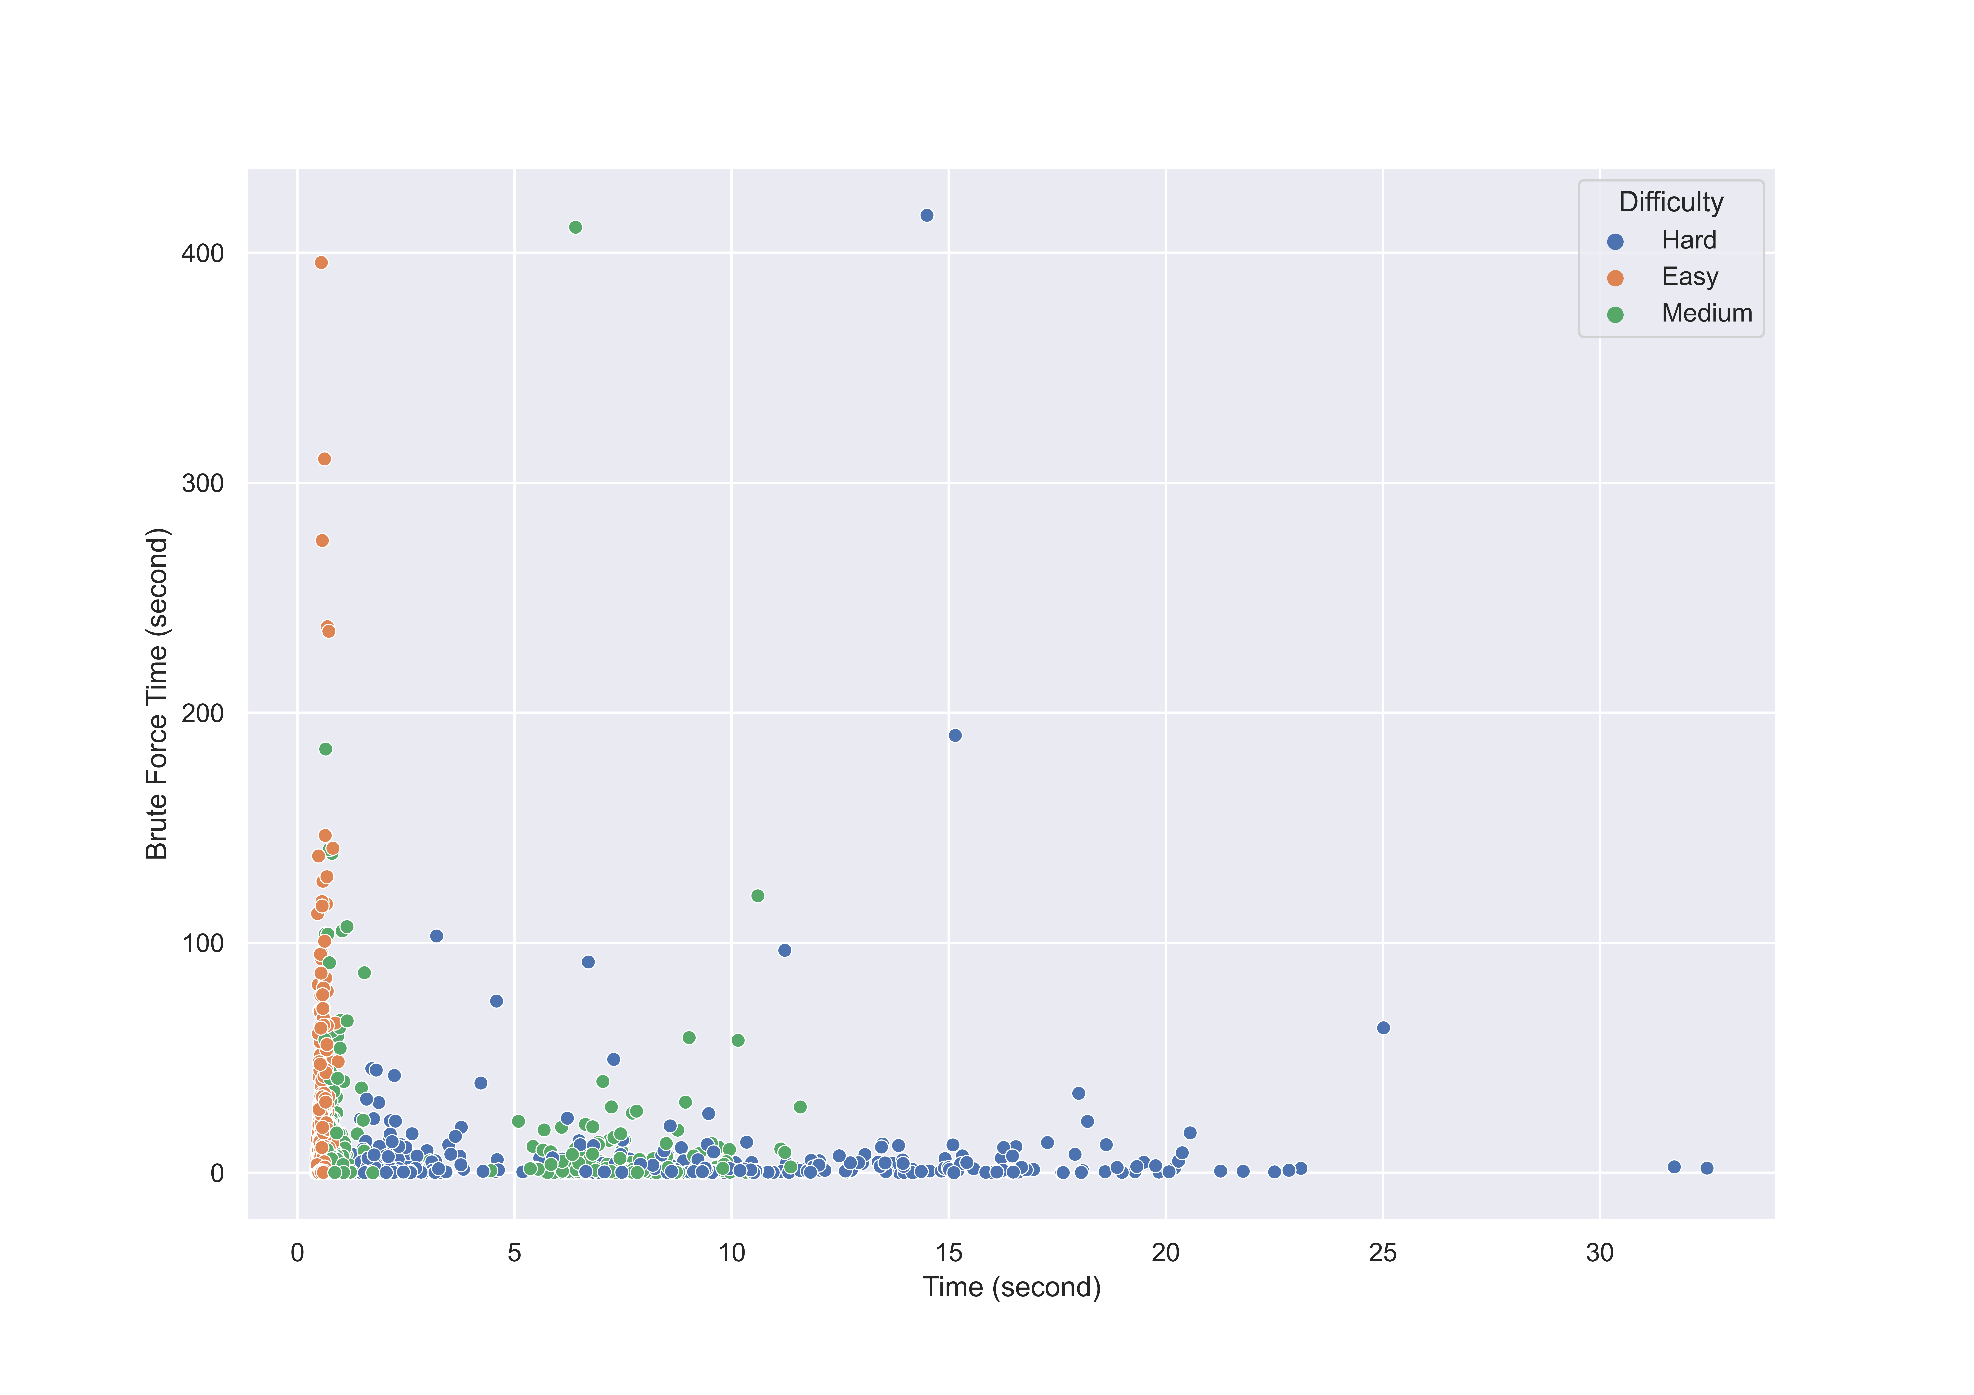 Difficulty
Hard
Easy
Medium
400
300
200
100
0
Brute Force Time (second)
0 5 10 15 20 25 30
Time (second)